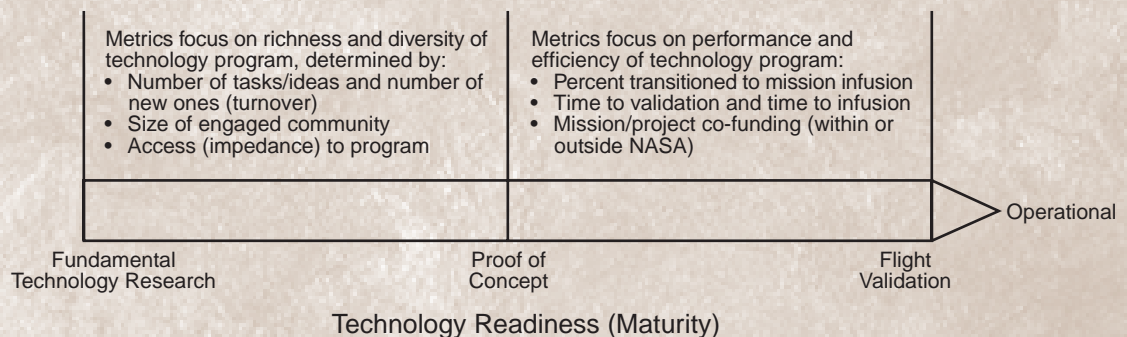 Metrics focus on richness and diversity of
technology program, determined by:
• Number of tasks/ideas and number of
new ones (turnover)
• Size of engaged community
• Access (impedance) to program
Metrics focus on performance and
efficiency of technology program:
• Percent transitioned to mission infusion
• Time to validation and time to infusion
• Mission/project co-funding (within or
outside NASA)
Operational
Fundamental
Technology Research
Proof of
Concept
Flight
Validation
Technology Readiness (Maturity)